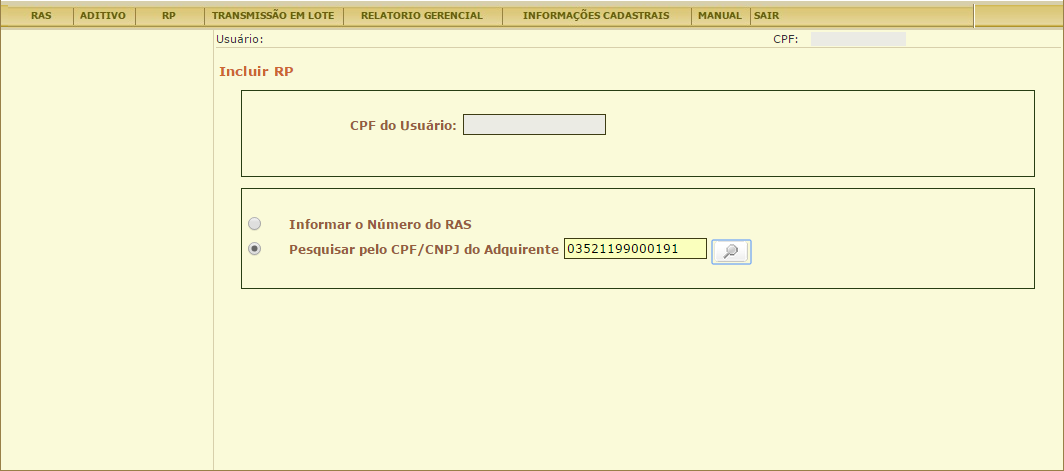 RAS ADITIVO RP TRANSMISSÃO EM LOTE RELATORIO GERENCIAL INFORMAÇÕES CADASTRAIS MANUAL SAIR
Usuário: CPF:
Incluir RP
CPF do Usuário:
Informar o Número do RAS
Pesquisar pelo CPF/CNPJ do Adquirente 03521199000191